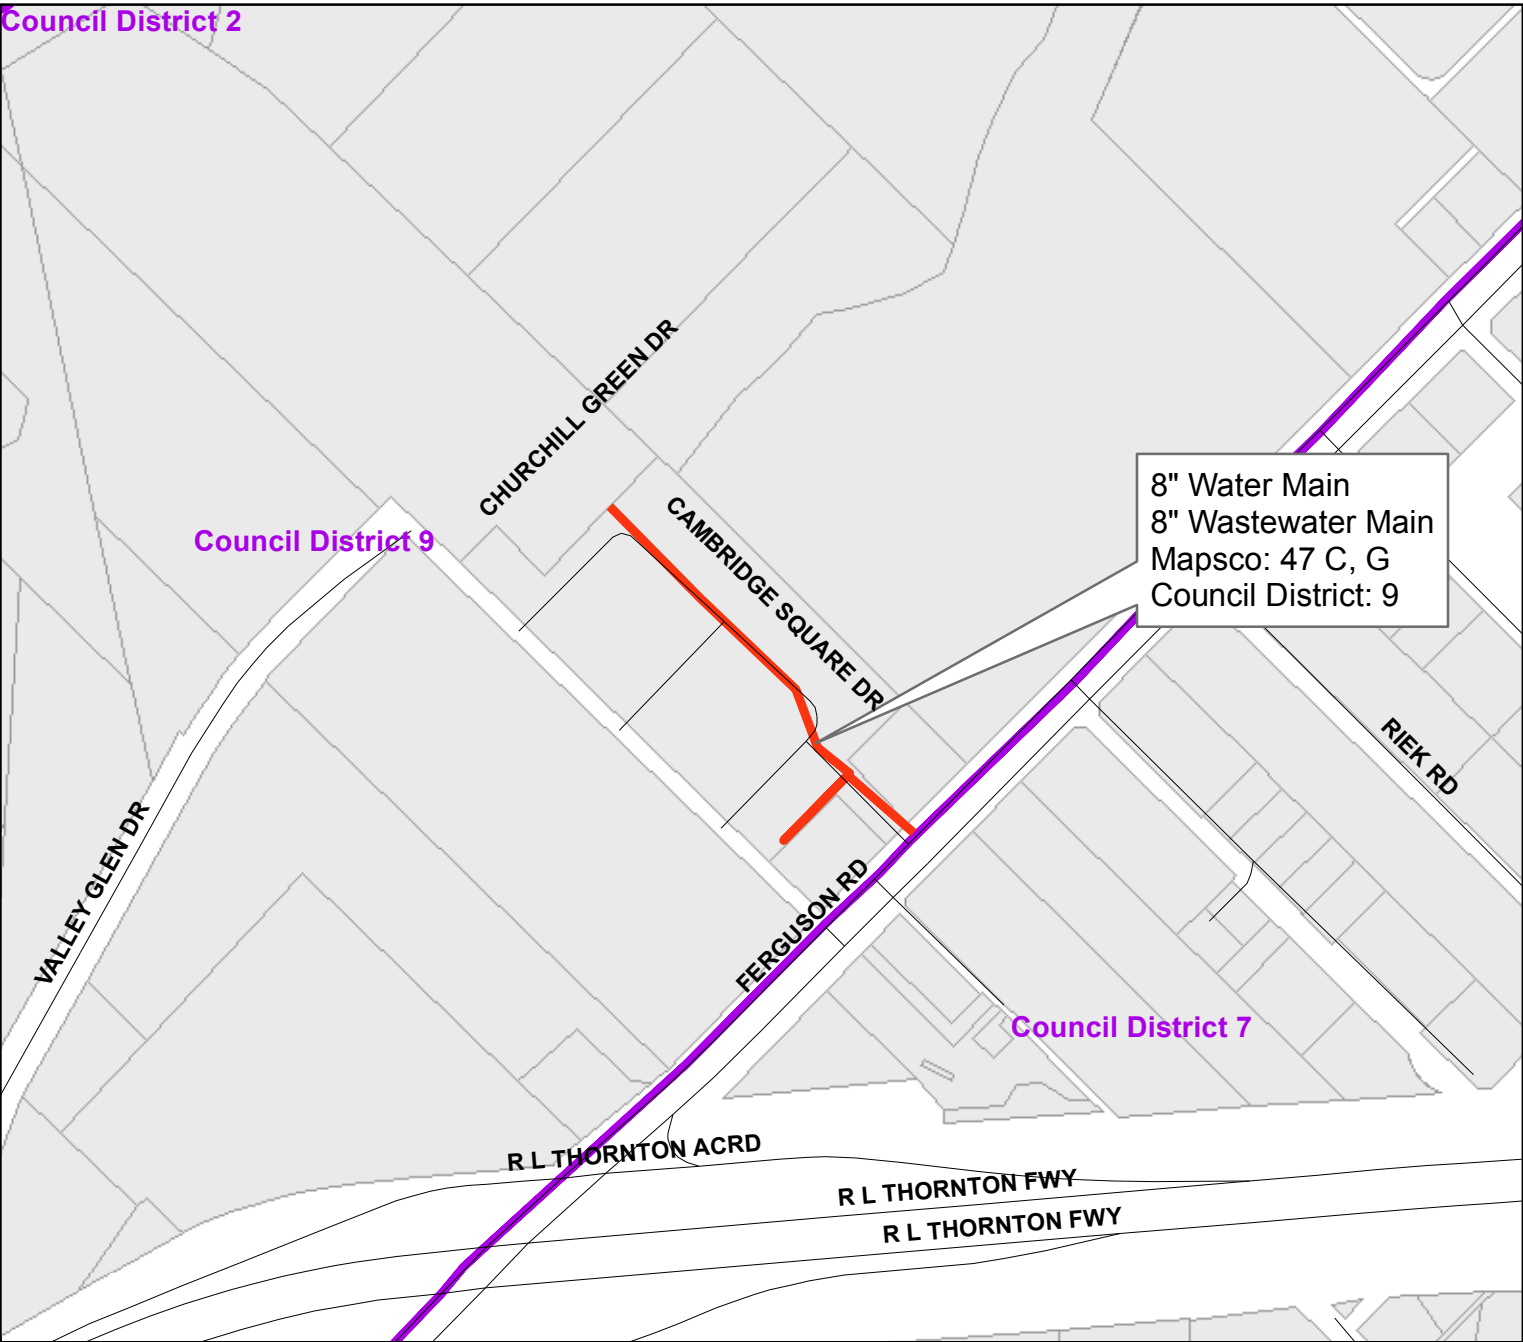 Council District 2
CHURCHILL GREEN DR
8" Water Main
8" Wastewater Main
Mapsco: 47 C, G
Council District: 9
Council District 9
CAMBRIDGE SQUARE DR
RIEK RD
VALLEY GLEN DR
FERGUSON RD
Council District 7
R L THORNTON ACRD
R L THORNTON FWY
R L THORNTON FWY